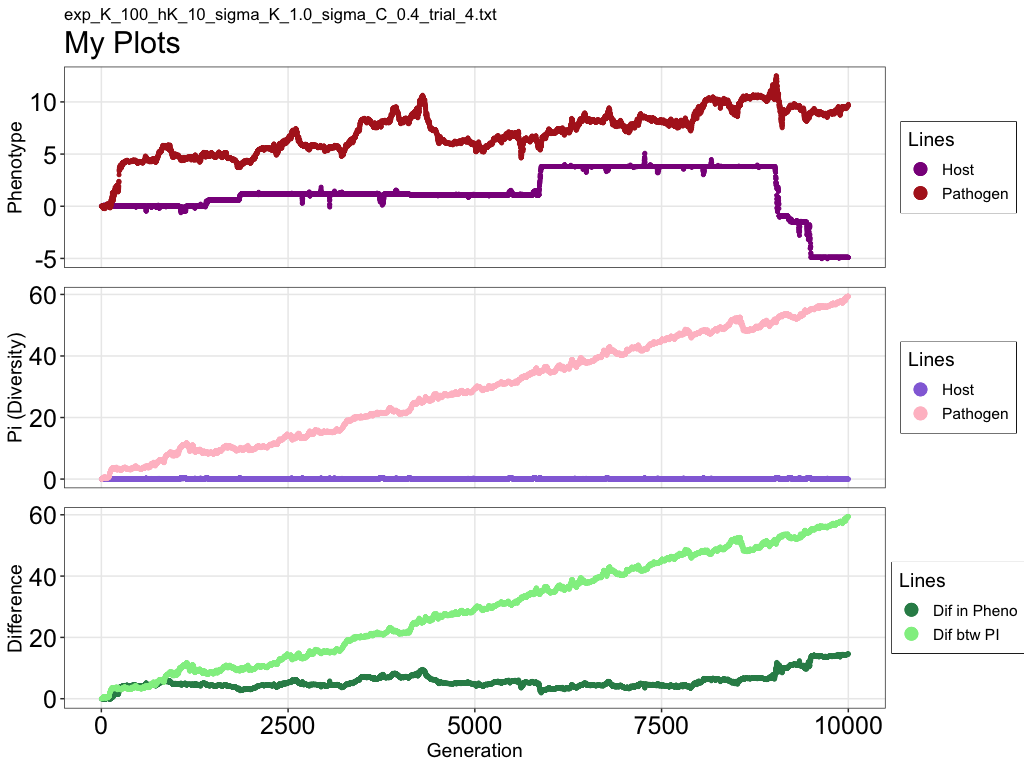 exp_K_100_hK_10_sigma_K_1.0_sigma_C_0.4_trial_4.txt
My Plots
Phenotype
10
5
0
-5
Lines
Host
Pathogen
Pi (Diversity)
60
40
20
0
Lines
Host
Pathogen
Difference
60
40
20
0
Lines
Dif in Pheno
Dif btw PI
0 2500 5000 7500 10000
Generation